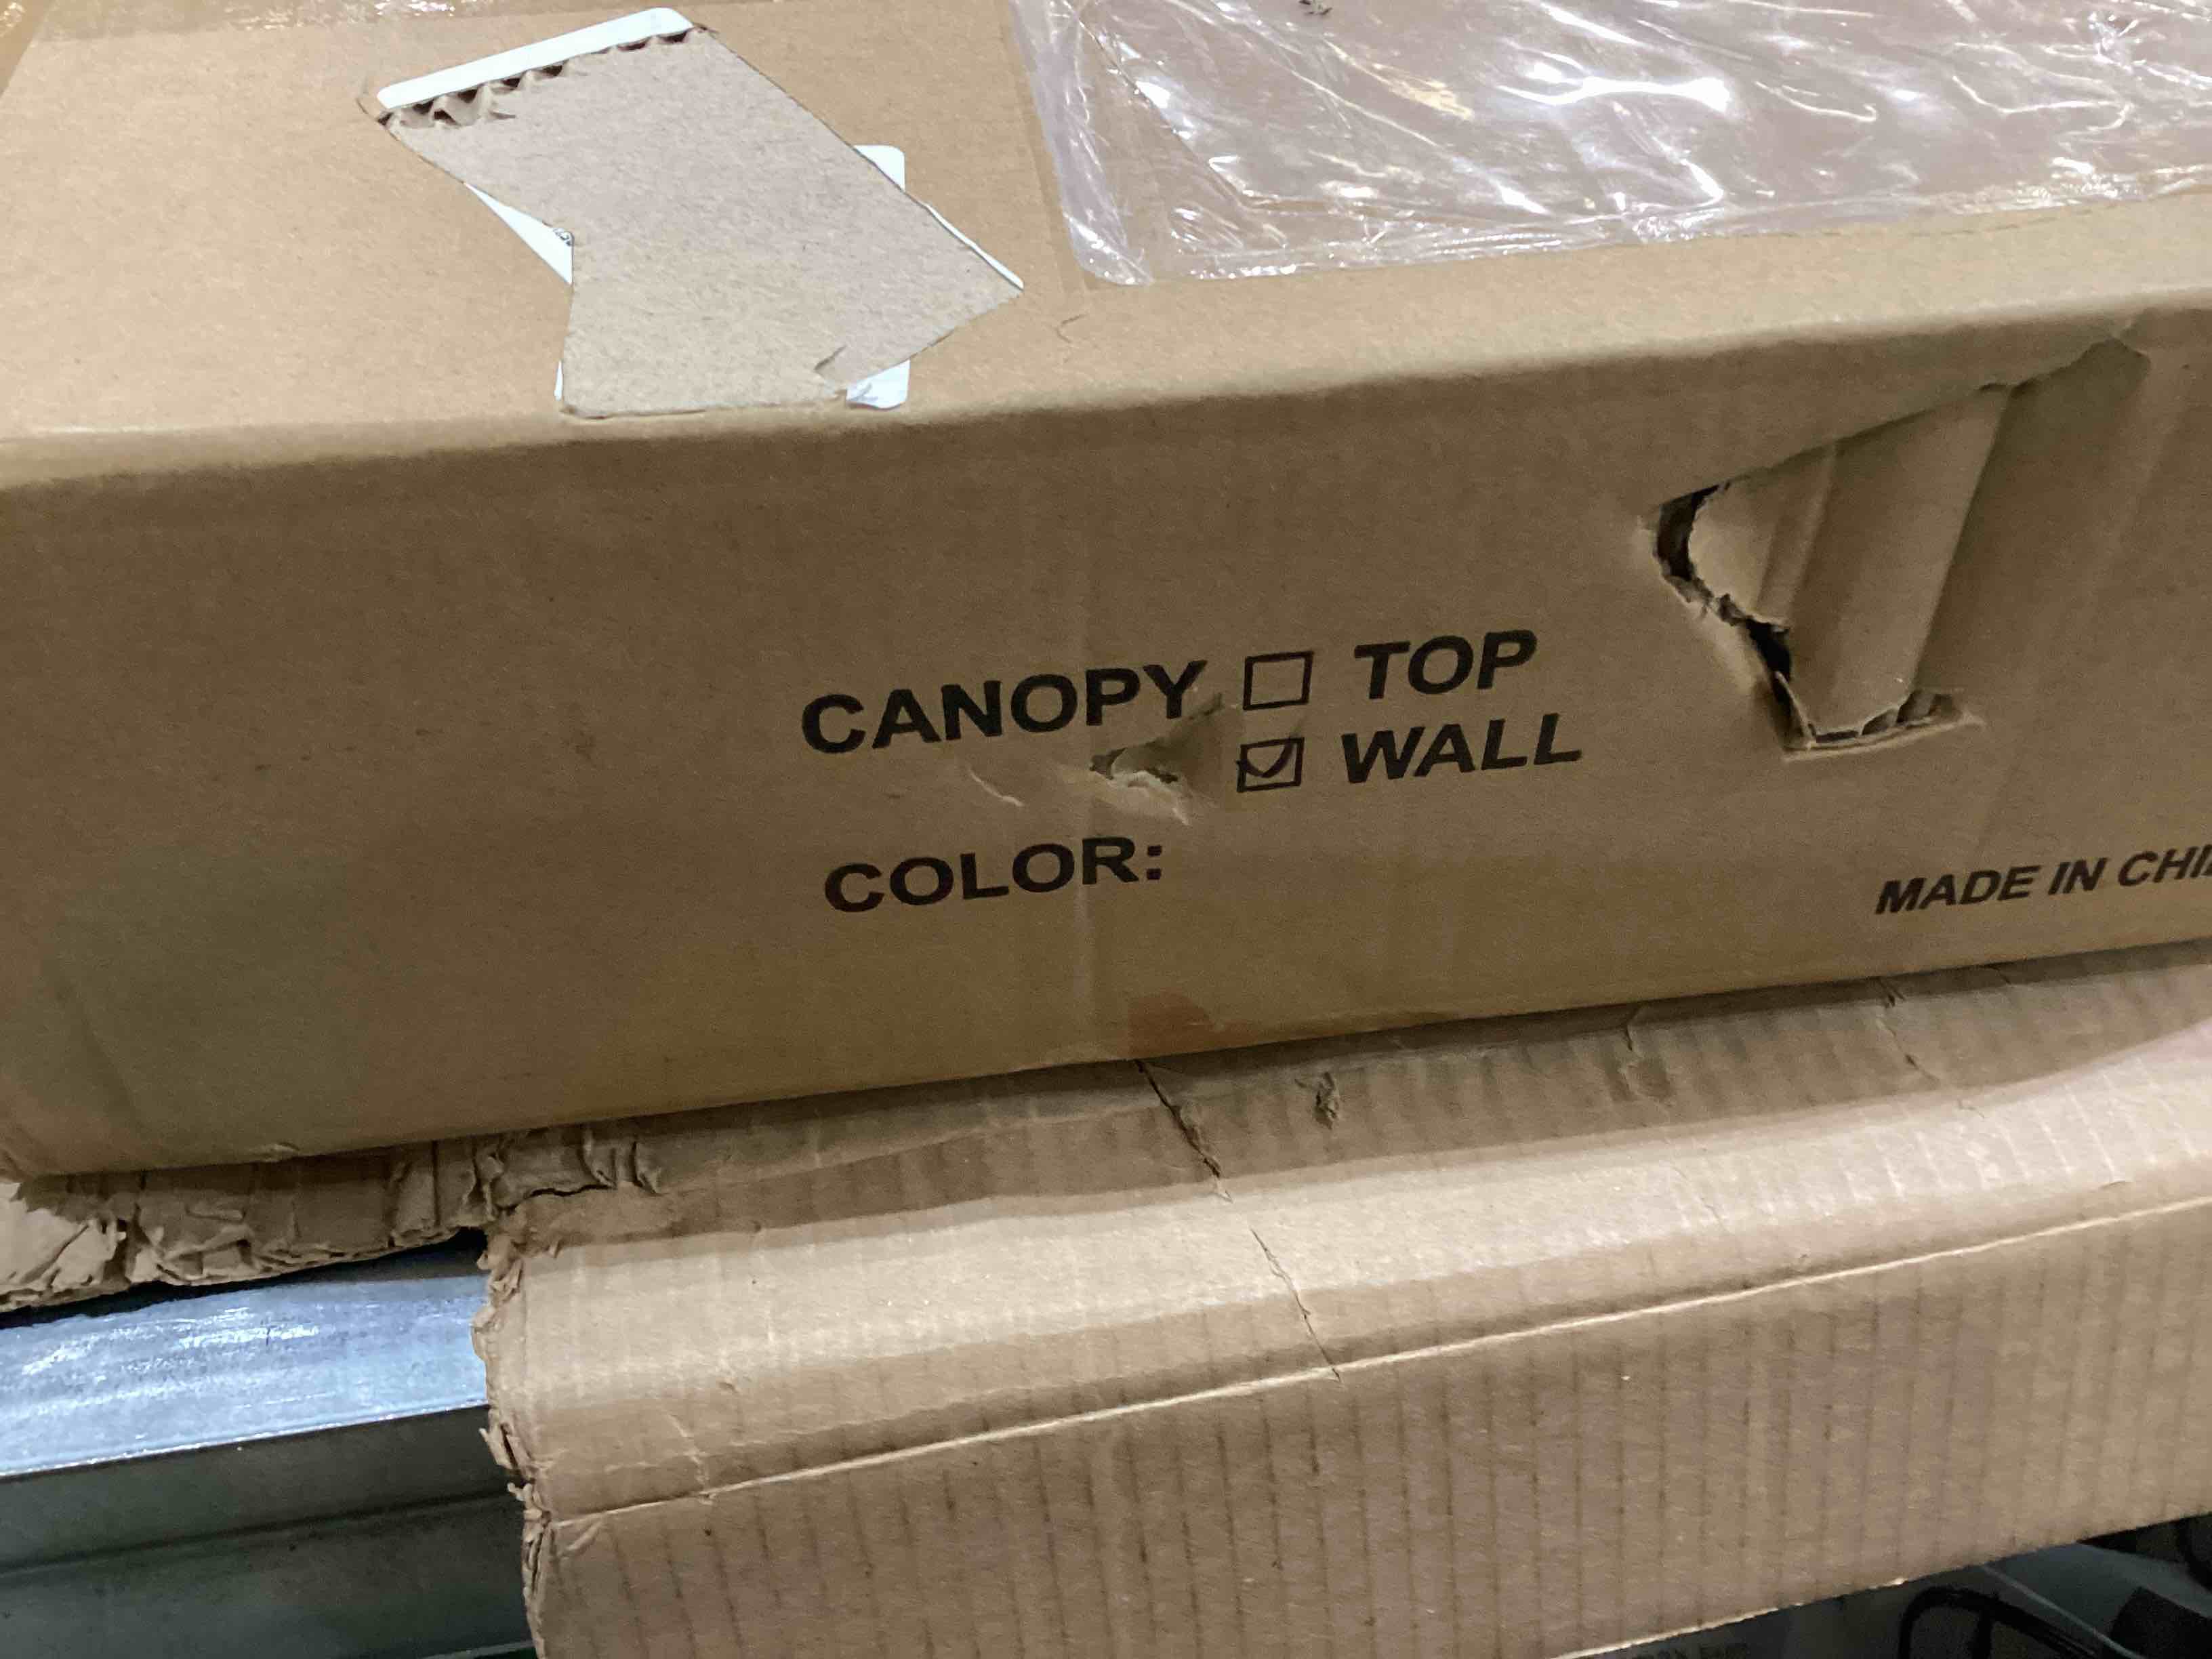 CANOPY ☐ TOP
☑ WALL
COLOR:
MADE IN CHI